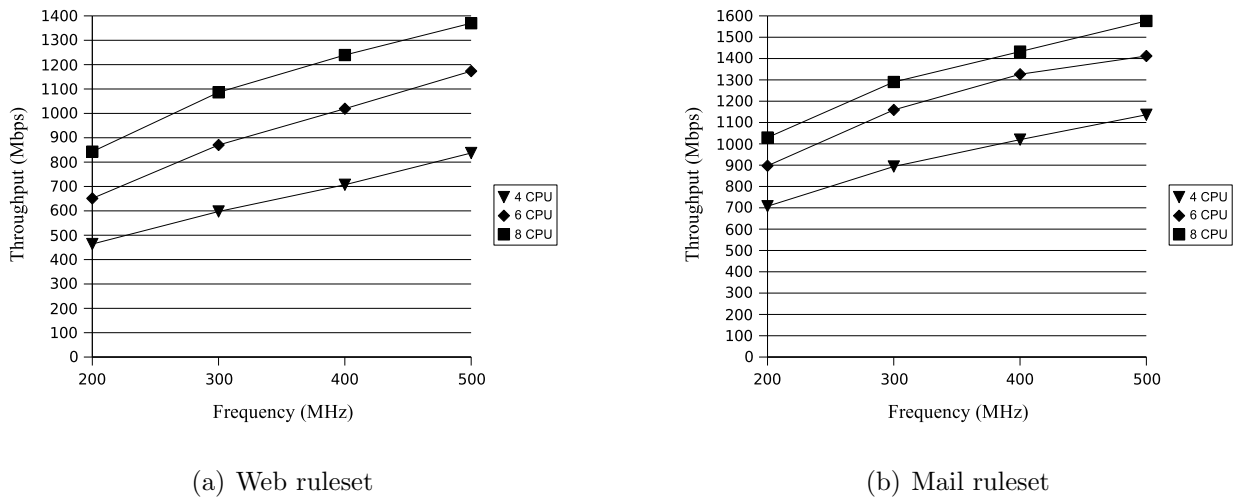 1400
1300
1200
1100
1000
900
800
700
600
500
400
300
200
100
0
Throughput (Mbps)
200 300 400 500
Frequency (MHz)
4 CPU
6 CPU
8 CPU
(a) Web ruleset
1600
1500
1400
1300
1200
1100
1000
900
800
700
600
500
400
300
200
100
0
Throughput (Mbps)
200 300 400 500
Frequency (MHz)
4 CPU
6 CPU
8 CPU
(b) Mail ruleset